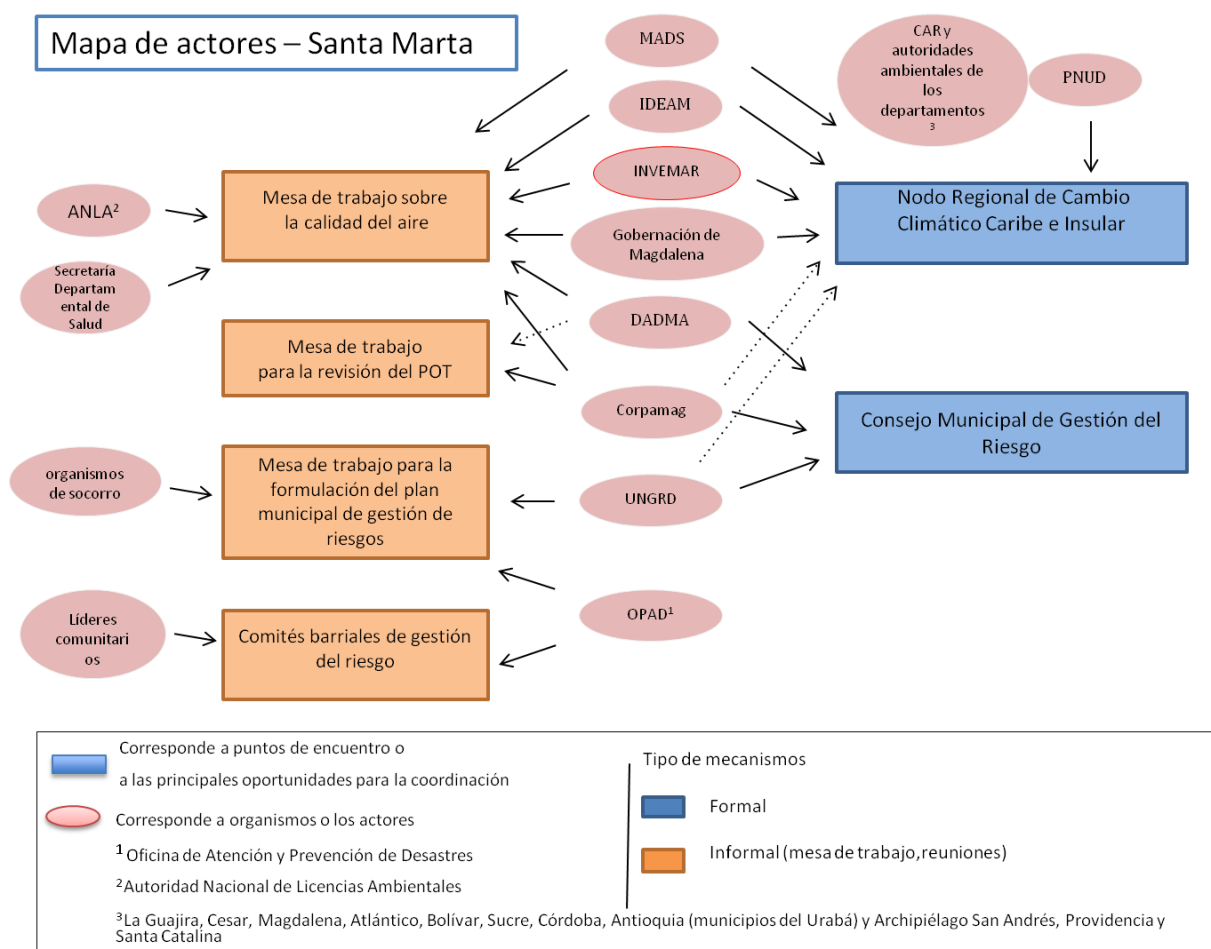 Mapa de actores – Santa Marta
MADS
IDEAM
INVEMAR
Gobernación de
Magdalena
DADMA
Corpamag
UNGRD
OPAD¹
CAR y
autoridades
ambientales de
los
departamentos
3
PNUD
ANLA²
Secretaría
Departam
ental de
Salud
organismos
de socorro
Líderes
comunitari
os
Mesa de trabajo sobre
la calidad del aire
Mesa de trabajo
para la revisión del POT
Mesa de trabajo para la
formulación del plan
municipal de gestión de
riesgos
Comités barriales de gestión
del riesgo
Nodo Regional de Cambio
Climático Caribe e Insular
Consejo Municipal de Gestión del
Riesgo
Corresponde a puntos de encuentro o
a las principales oportunidades para la coordinación
Corresponde a organismos o los actores
¹ Oficina de Atención y Prevención de Desastres
²Autoridad Nacional de Licencias Ambientales
³La Guajira, Cesar, Magdalena, Atlántico, Bolívar, Sucre, Córdoba, Antioquia (municipios del Urabá) y Archipiélago San Andrés, Providencia y
Santa Catalina
Tipo de mecanismos
Formal
Informal (mesa de trabajo,reuniones)